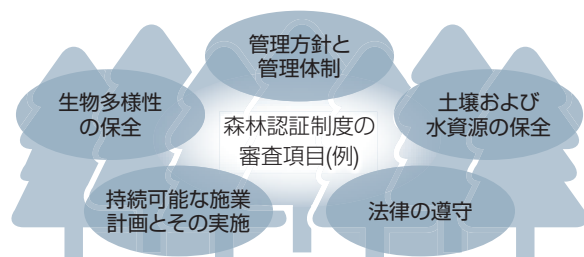 管理方針と
管理体制
生物多様性
の保全
土壌および
水資源の保全
森林認証制度の
審査項目(例)
持続可能な施業
計画とその実施
法律の遵守